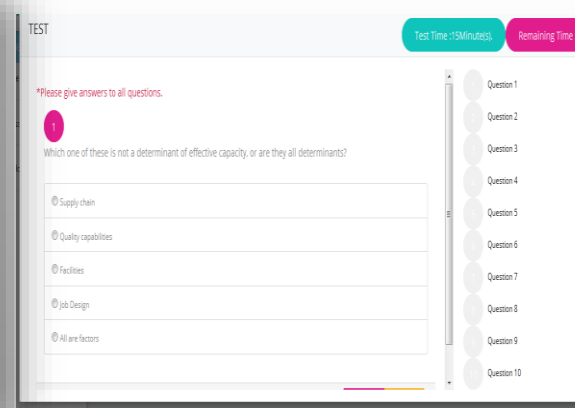 TEST
Test Time :15Minute(s).
Remaining Time
*Please give answers to all questions.
1
Which one of these is not a determinant of effective capacity, or are they all determinants?
Supply chain
Quality capabilities
Facilities
Job Design
All are factors
Question 1
Question 2
Question 3
Question 4
Question 5
Question 6
Question 7
Question 8
Question 9
Question 10